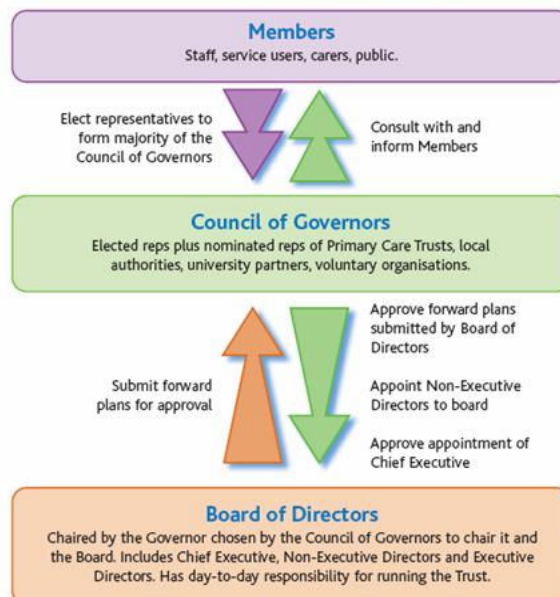 Members
Staff, service users, carers, public.
Elect representatives to
form majority of the
Council of Governors
Consult with and
inform Members
Council of Governors
Elected reps plus nominated reps of Primary Care Trusts, local
authorities, university partners, voluntary organisations.
Submit forward
plans for approval
Approve forward plans
submitted by Board of
Directors
Appoint Non-Executive
Directors to board
Approve appointment of
Chief Executive
Board of Directors
Chaired by the Governor chosen by the Council of Governors to chair it and
the Board. Includes Chief Executive, Non-Executive Directors and Executive
Directors. Has day-to-day responsibility for running the Trust.